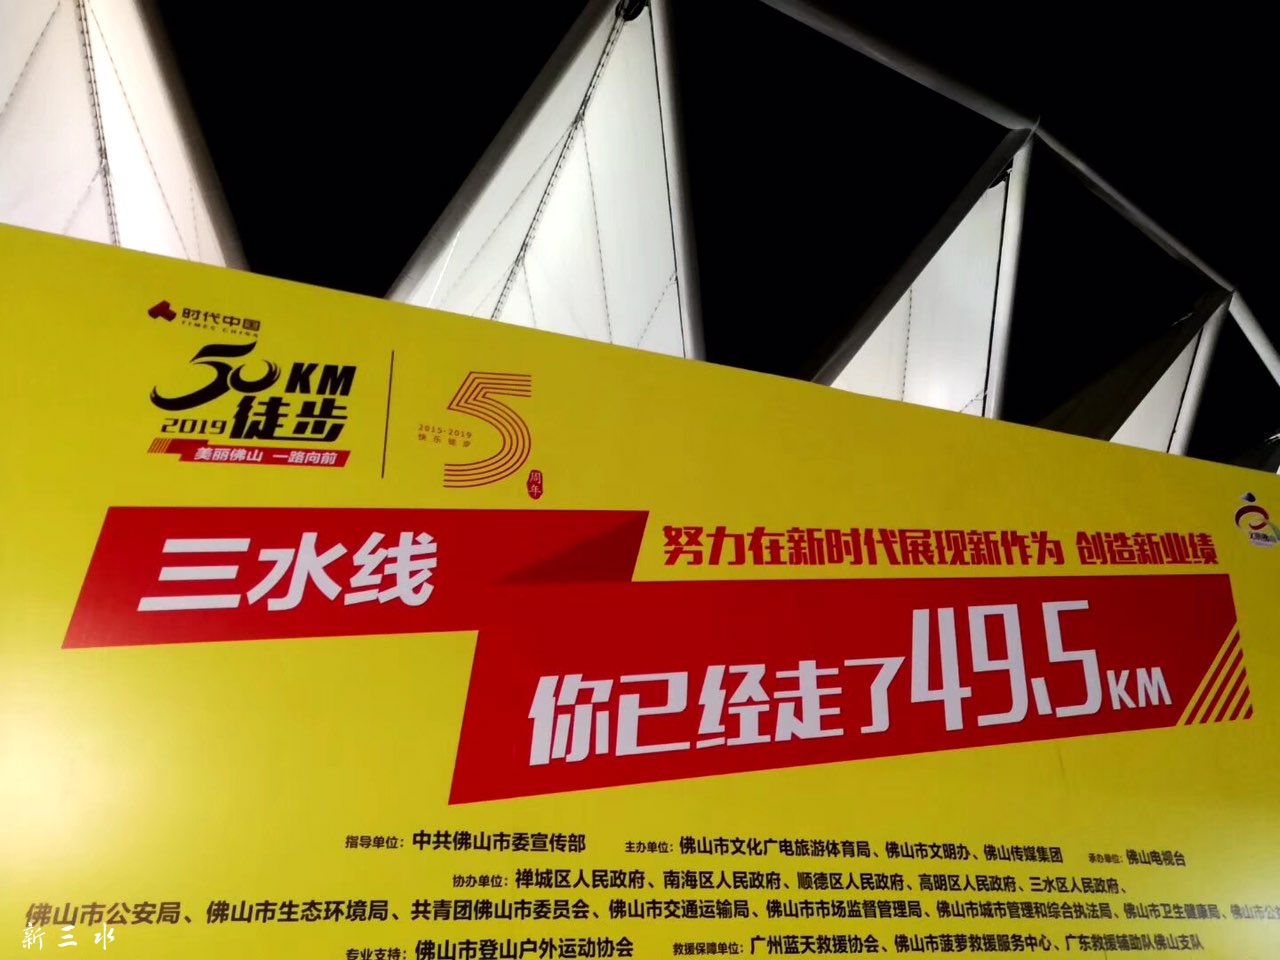 时代中国
TIMES CHINA
50KM
2019徒步
美丽佛山 一路向前
2015-2019
快乐徒步
5
周年
三水线
努力在新时代展现新作为 创造新业绩
你已经走了49.5KM
指导单位：中共佛山市委宣传部 主办单位：佛山市文化广电旅游体育局、佛山市文明办、佛山传媒集团 承办单位：佛山电视台
协办单位：禅城区人民政府、南海区人民政府、顺德区人民政府、高明区人民政府、三水区人民政府、
佛山市公安局、佛山市生态环境局、共青团佛山市委员会、佛山市交通运输局、佛山市市场监督管理局、佛山市城市管理和综合执法局、佛山市卫生健康局、佛山市公
专业支持：佛山市登山户外运动协会 救援保障单位：广州蓝天救援协会、佛山市菠萝救援服务中心、广东救援辅助队佛山支队
新三水